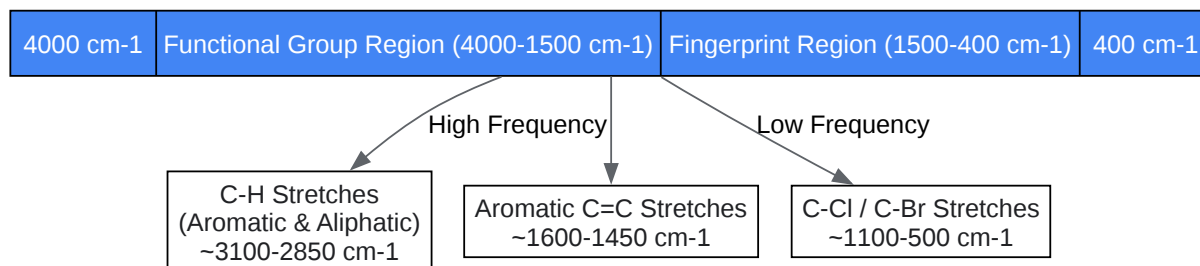 4000 cm-1
Functional Group Region (4000-1500 cm-1)
Fingerprint Region (1500-400 cm-1)
400 cm-1
High Frequency
Low Frequency
C-H Stretches
(Aromatic & Aliphatic)
~3100-2850 cm-1
Aromatic C=C Stretches
~1600-1450 cm-1
C-Cl / C-Br Stretches
~1100-500 cm-1